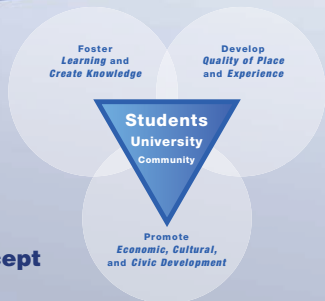 Foster
Learning and
Create Knowledge
Develop
Quality of Place
and Experience
Students
University
Community
Promote
Economic, Cultural,
and Civic Development